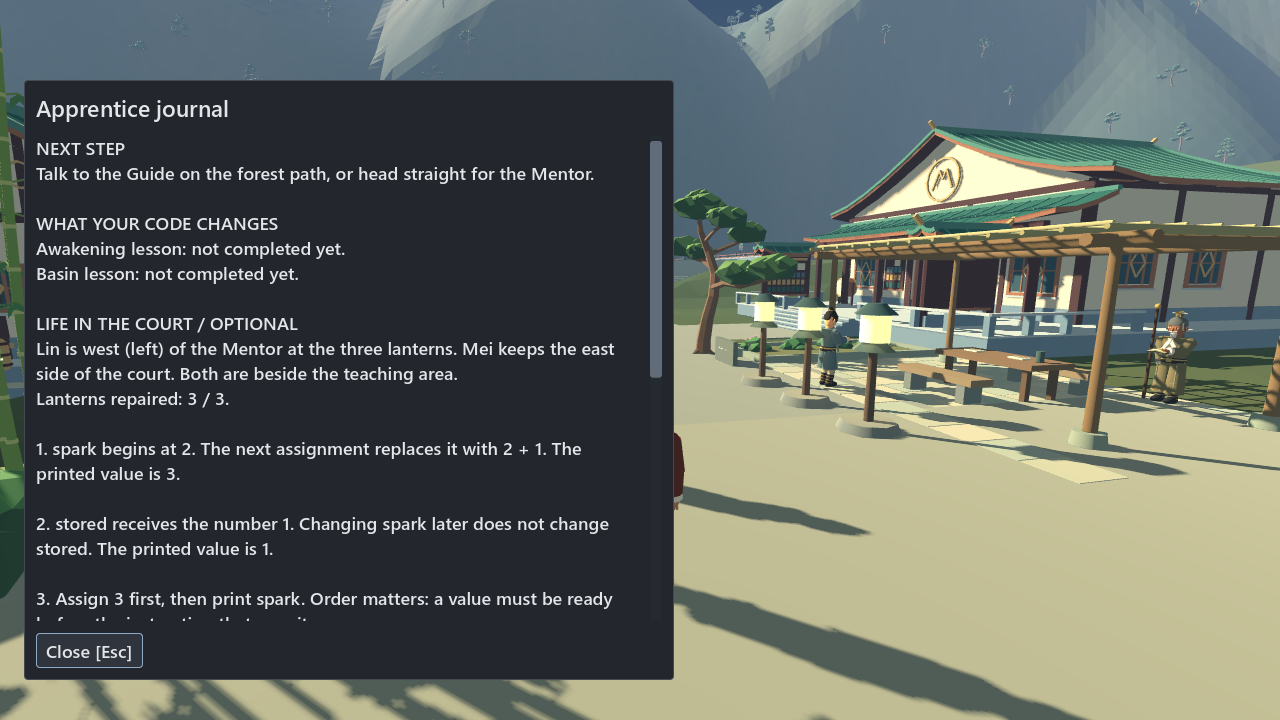 Apprentice journal
NEXT STEP
Talk to the Guide on the forest path, or head straight for the Mentor.
WHAT YOUR CODE CHANGES
Awakening lesson: not completed yet.
Basin lesson: not completed yet.
LIFE IN THE COURT / OPTIONAL
Lin is west (left) of the Mentor at the three lanterns. Mei keeps the east
side of the court. Both are beside the teaching area.
Lanterns repaired: 3 / 3.
1. spark begins at 2. The next assignment replaces it with 2 + 1. The
printed value is 3.
2. stored receives the number 1. Changing spark later does not change
stored. The printed value is 1.
3. Assign 3 first, then print spark. Order matters: a value must be ready
Close [Esc]
M